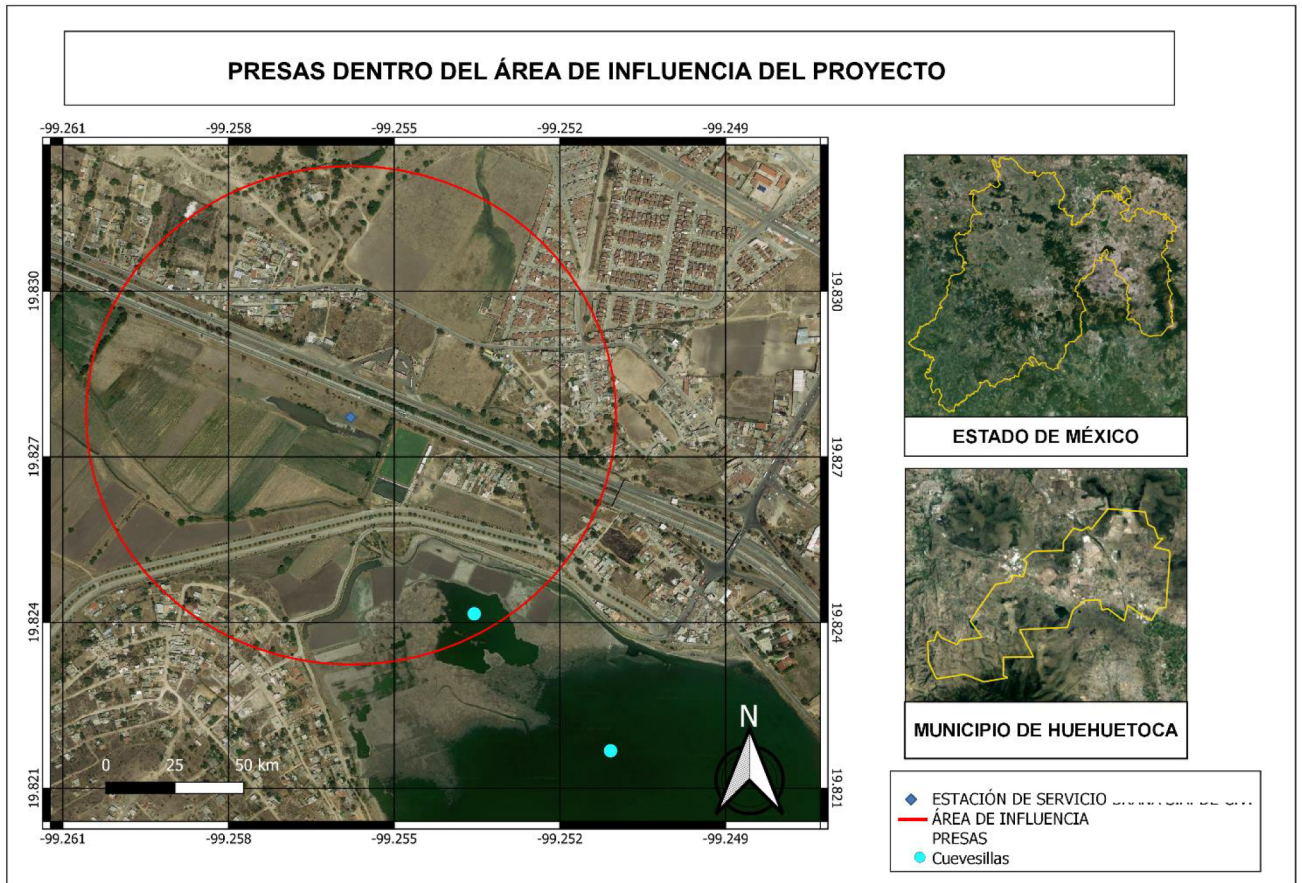 PRESAS DENTRO DEL ÁREA DE INFLUENCIA DEL PROYECTO
-99.261 -99.258 -99.255 -99.252 -99.249
19.830 19.830
19.827 19.827
19.824 19.824
19.821 19.821
0 25 50 km
N
-99.261 -99.258 -99.255 -99.252 -99.249
ESTADO DE MÉXICO
MUNICIPIO DE HUEHUETOCA
ESTACIÓN DE SERVICIO
ÁREA DE INFLUENCIA
PRESAS
Cuevesillas